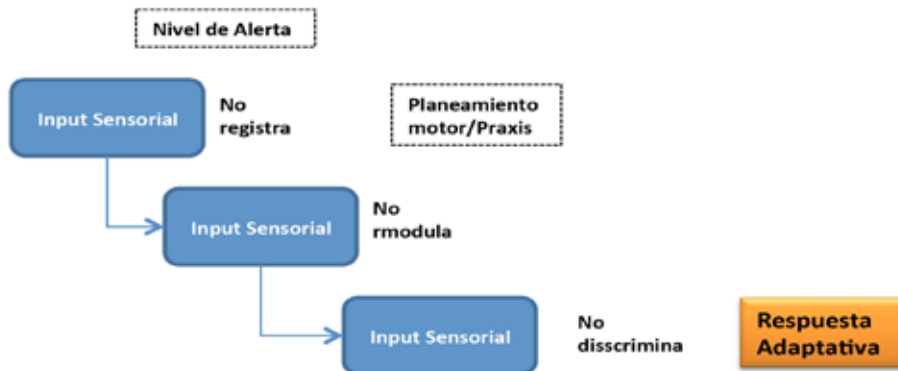 Nivel de Alerta
Input Sensorial
No
registra
Planeamiento
motor/Praxis
Input Sensorial
No
rmodula
Input Sensorial
No
disscrimina
Respuesta
Adaptativa